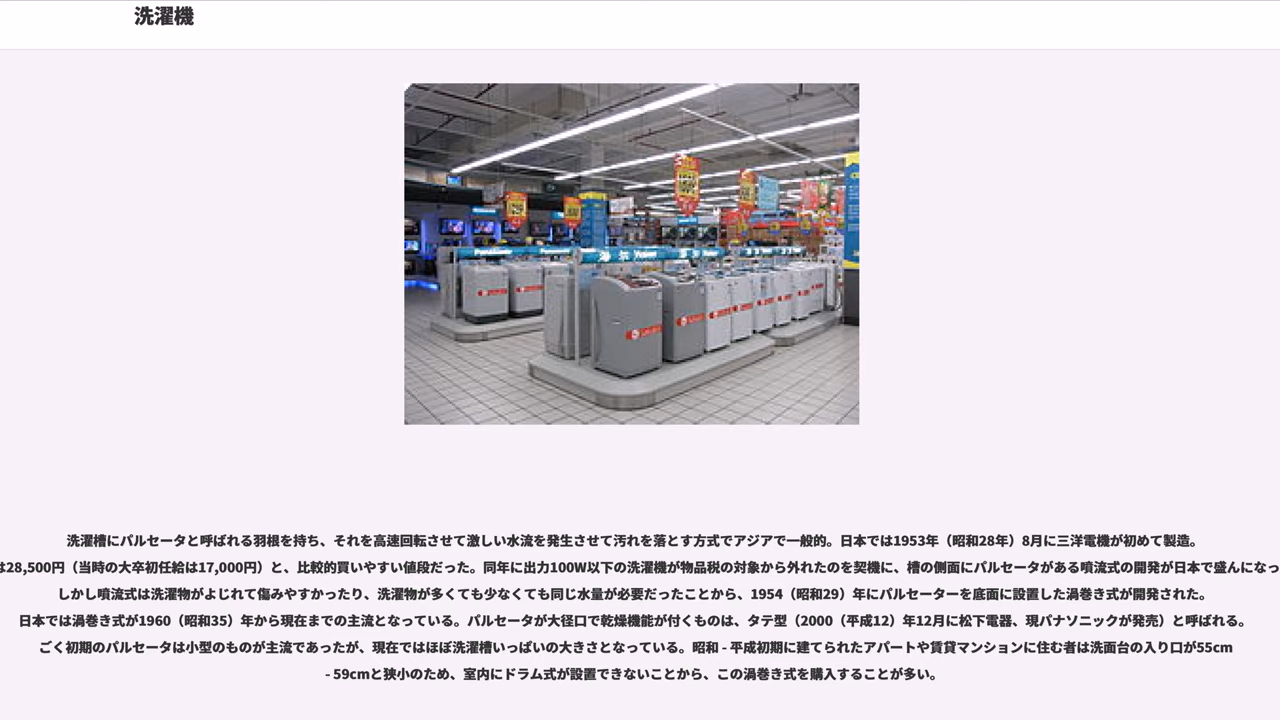 洗濯機
Panasonic
洗濯槽にパルセータと呼ばれる羽根を持ち、それを高速回転させて激しい水流を発生させて汚れを落とす方式でアジアで一般的。日本では1953年（昭和28年）8月に三洋電機が初めて製造。
は28,500円（当時の大卒初任給は17,000円）と、比較的買いやすい値段だった。同年に出力100W以下の洗濯機が物品税の対象から外れたのを契機に、槽の側面にパルセータがある噴流式の開発が日本で盛んになっ
しかし噴流式は洗濯物がよじれて傷みやすかったり、洗濯物が多くても少なくても同じ水量が必要だったことから、1954（昭和29）年にパルセーターを底面に設置した渦巻き式が開発された。
日本では渦巻き式が1960（昭和35）年から現在までの主流となっている。パルセータが大径口で乾燥機能が付くものは、タテ型（2000（平成12）年12月に松下電器、現パナソニックが発売）と呼ばれる。
ごく初期のパルセータは小型のものが主流であったが、現在ではほぼ洗濯槽いっぱいの大きさとなっている。昭和 - 平成初期に建てられたアパートや賃貸マンションに住む者は洗面台の入り口が55cm
- 59cmと狭小のため、室内にドラム式が設置できないことから、この渦巻き式を購入することが多い。